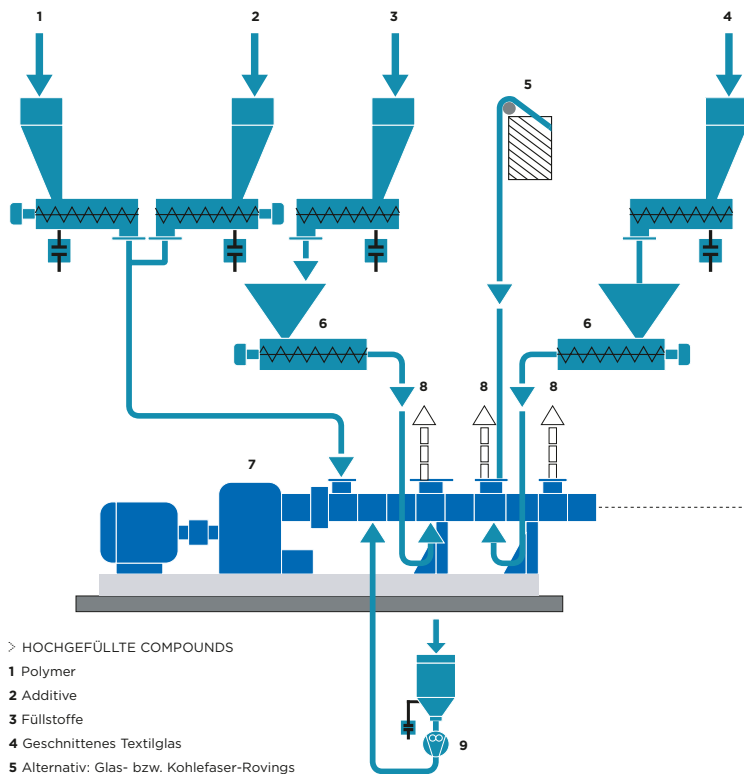 1 2 3 4
5
6 6
8 8 8
7
9
> HOCHGEFÜLLTE COMPOUNDS
1 Polymer
2 Additive
3 Füllstoffe
4 Geschnittenes Textilglas
5 Alternativ: Glas- bzw. Kohlefaser-Rovings